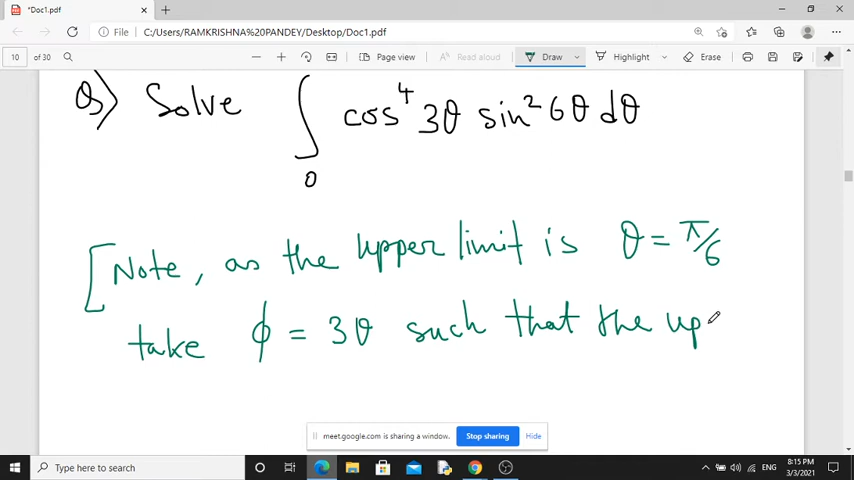 *Doc1.pdf
File
C:/Users/RAMKRISHNA%20PANDEY/Desktop/Doc1.pdf
10 of 30
Page view
Read aloud
Draw
Highlight
Erase
Q) Solve ∫₀ cos⁴ 3θ sin² 6θ dθ
[Note, as the upper limit is θ = π/6
take ϕ = 3θ such that the up
meet.google.com is sharing a window.
Stop sharing
Hide
Type here to search
ENG
8:15 PM
3/3/2021